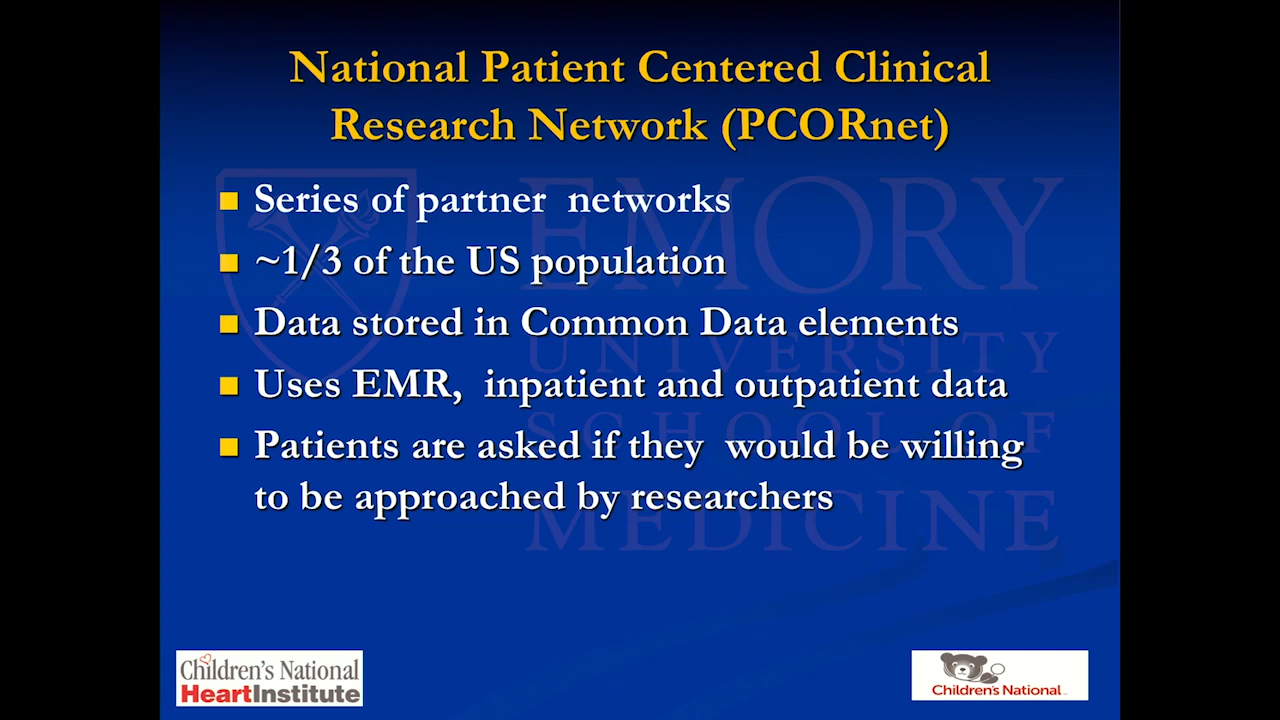 National Patient Centered Clinical
Research Network (PCORnet)
Series of partner networks
~1/3 of the US population
Data stored in Common Data elements
Uses EMR, inpatient and outpatient data
Patients are asked if they would be willing
to be approached by researchers
EMORY
UNIVERSITY
SCHOOL OF
MEDICINE
Children's National
HeartInstitute
Children's National